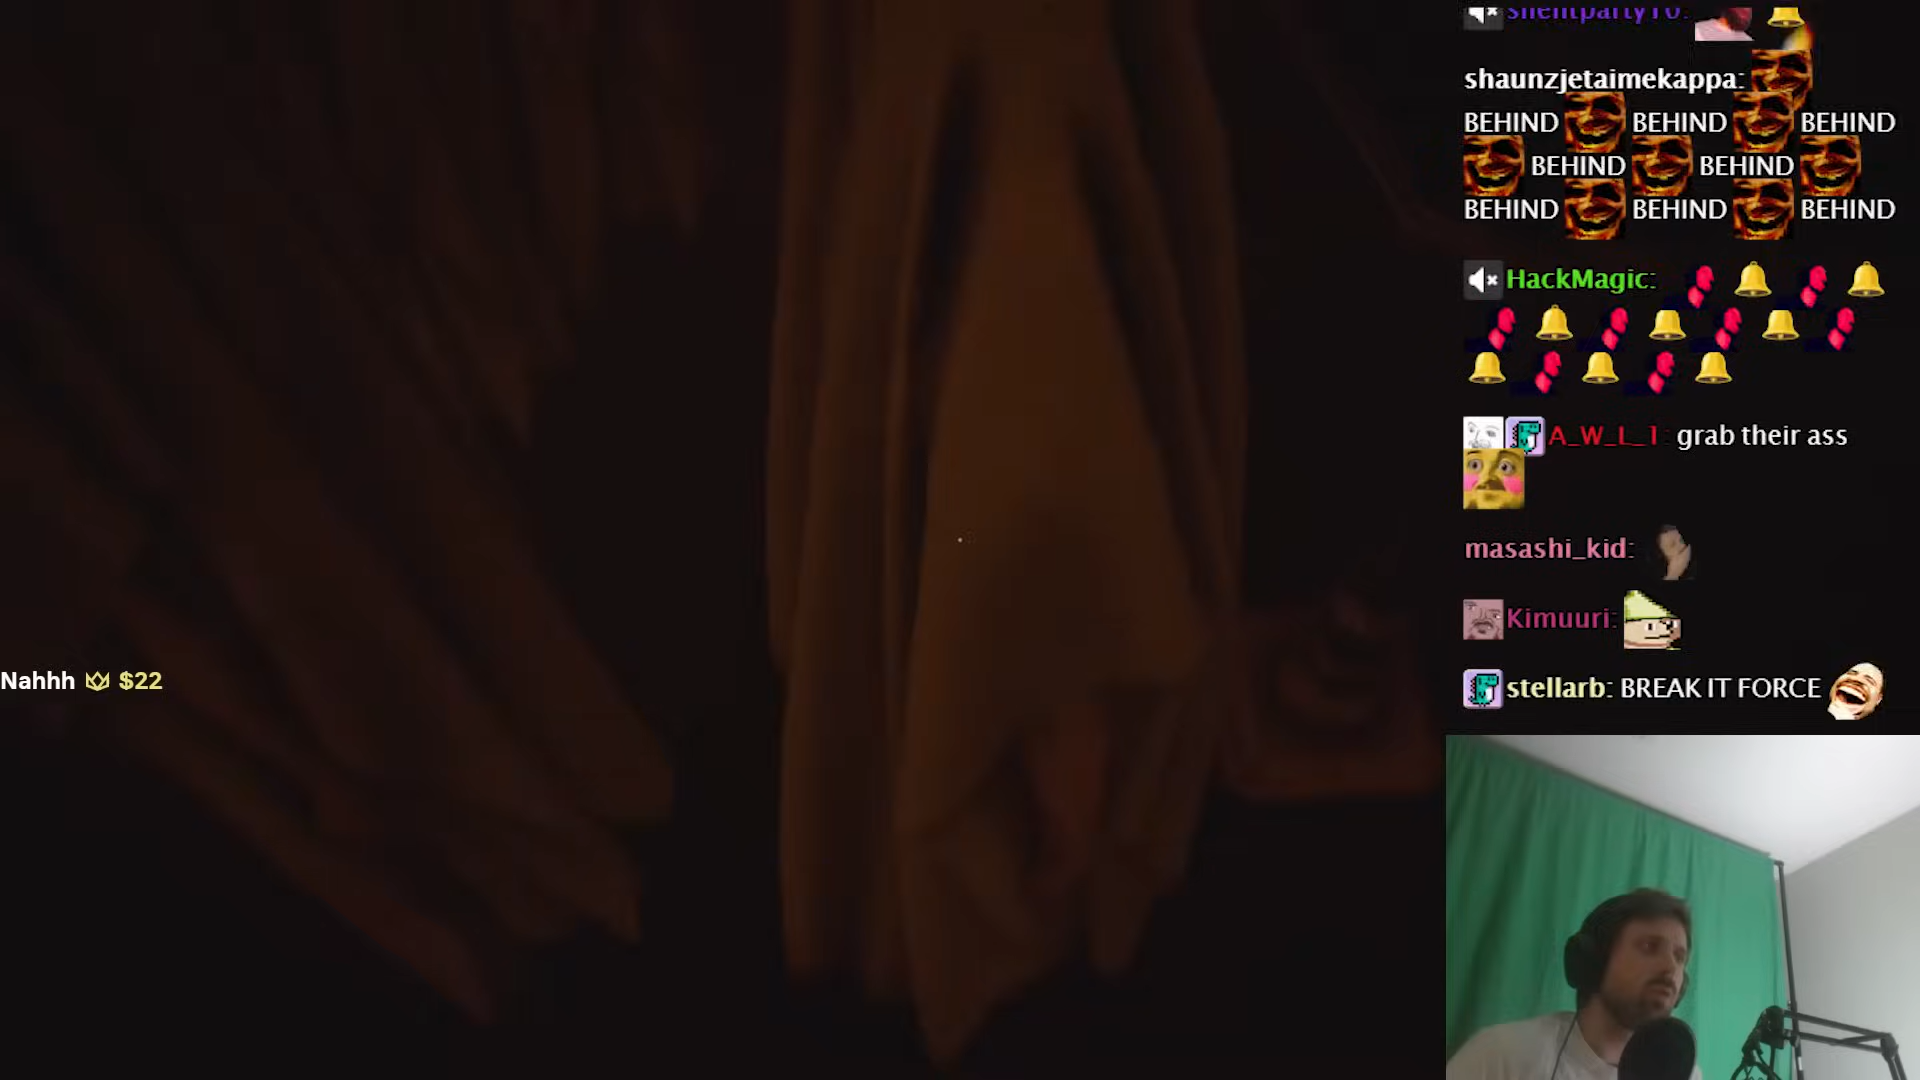 shaunzjetaimekappa:
BEHIND BEHIND BEHIND
BEHIND BEHIND
BEHIND BEHIND BEHIND
HackMagic:
A_W_L_1: grab their ass
masashi_kid:
Kimuuri:
Nahhh $22
stellarb: BREAK IT FORCE